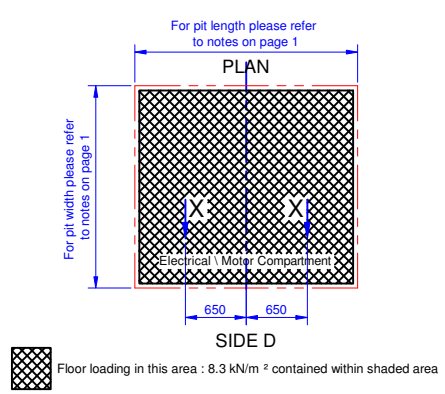 For pit length please refer
to notes on page 1
PLAN
For pit width please refer
to notes on page 1
X X
Electrical \ Motor Compartment
650 650
SIDE D
Floor loading in this area : 8.3 kN/m ² contained within shaded area